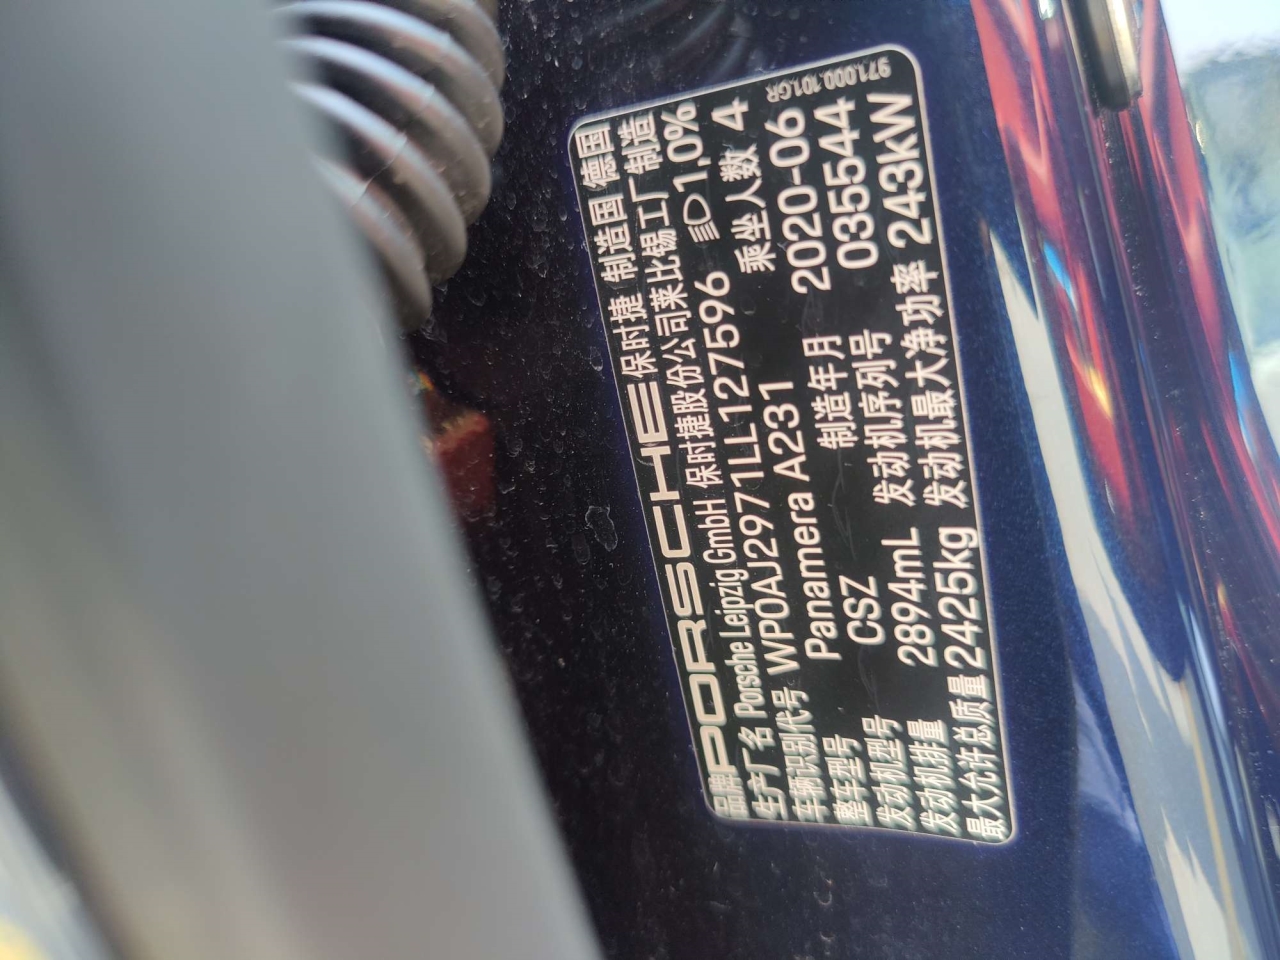 品牌 PORSCHE 保时捷 制造国 德国
生产厂名 Porsche Leipzig GmbH 保时捷股份公司莱比锡工厂制造
车辆识别代号 WP0AJ2971LL127596 1,0%
整车型号 Panamera A231 乘坐人数 4
发动机型号 CSZ 制造年月 2020-06
发动机排量 2894mL 发动机序列号 035544
最大允许总质量 2425kg 发动机最大净功率 243kW
971.000.101.GR